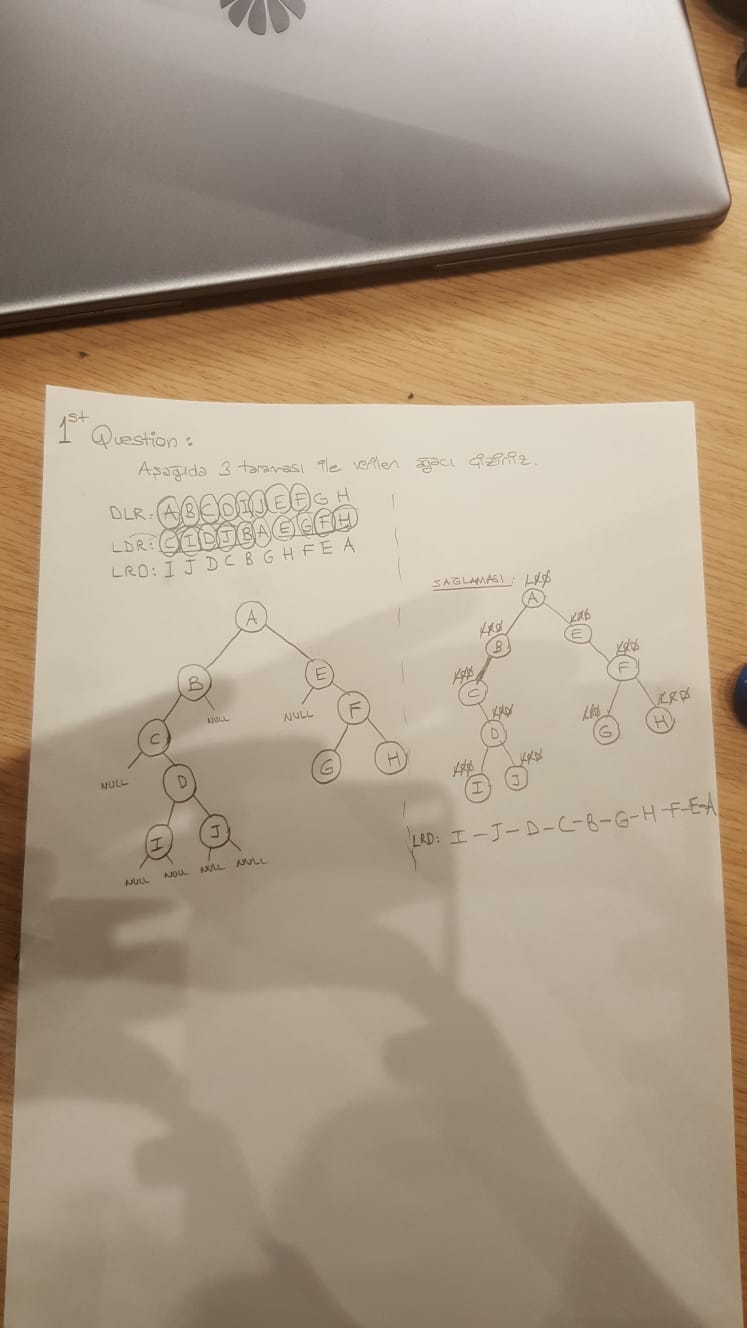 1st Question:
Aşağıda 3 taraması ile verilen ağacı çiziniz.
DLR: A B C D I J E F G H
LDR: C I D J B A E G F H
LRD: I J D C B G H F E A
A
B
E
NULL
NULL
F
C
NULL
D
G
H
I
J
NULL NULL NULL NULL
SAĞLAMASI: LRD
A
LRD
LRD
B
E
LRD
LRD
C
F
LRD
LRD
LRD
D
G
H
LRD
LRD
I
J
LRD: I-J-D-C-B-G-H-F-E-A